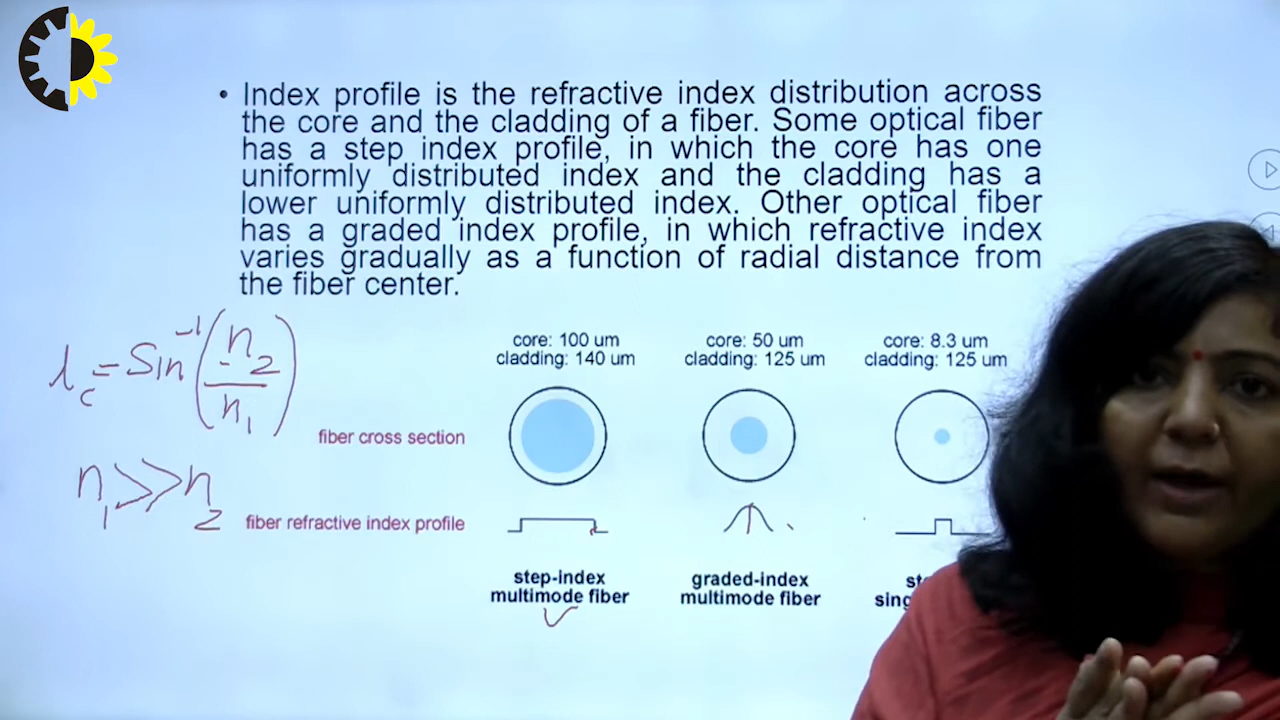 • Index profile is the refractive index distribution across
the core and the cladding of a fiber. Some optical fiber
has a step index profile, in which the core has one
uniformly distributed index and the cladding has a
lower uniformly distributed index. Other optical fiber
has a graded index profile, in which refractive index
varies gradually as a function of radial distance from
the fiber center.
core: 100 um
cladding: 140 um
core: 50 um
cladding: 125 um
core: 8.3 um
cladding: 125 um
= Sin⁻¹(n₂/n₁)
fiber cross section
n₁ >> n₂
fiber refractive index profile
step-index
multimode fiber
graded-index
multimode fiber